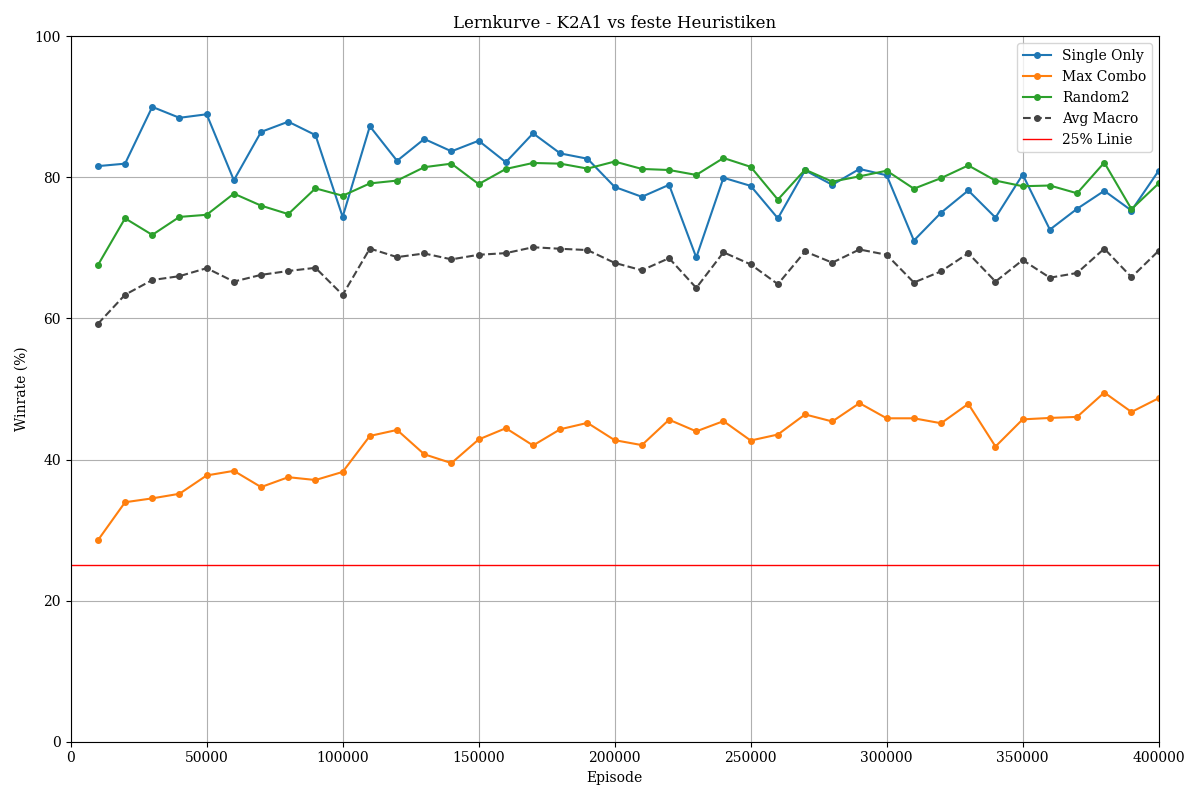 Lernkurve - K2A1 vs feste Heuristiken
100
80
60
40
20
0
Winrate (%)
Single Only
Max Combo
Random2
Avg Macro
25% Linie
0 50000 100000 150000 200000 250000 300000 350000 400000
Episode